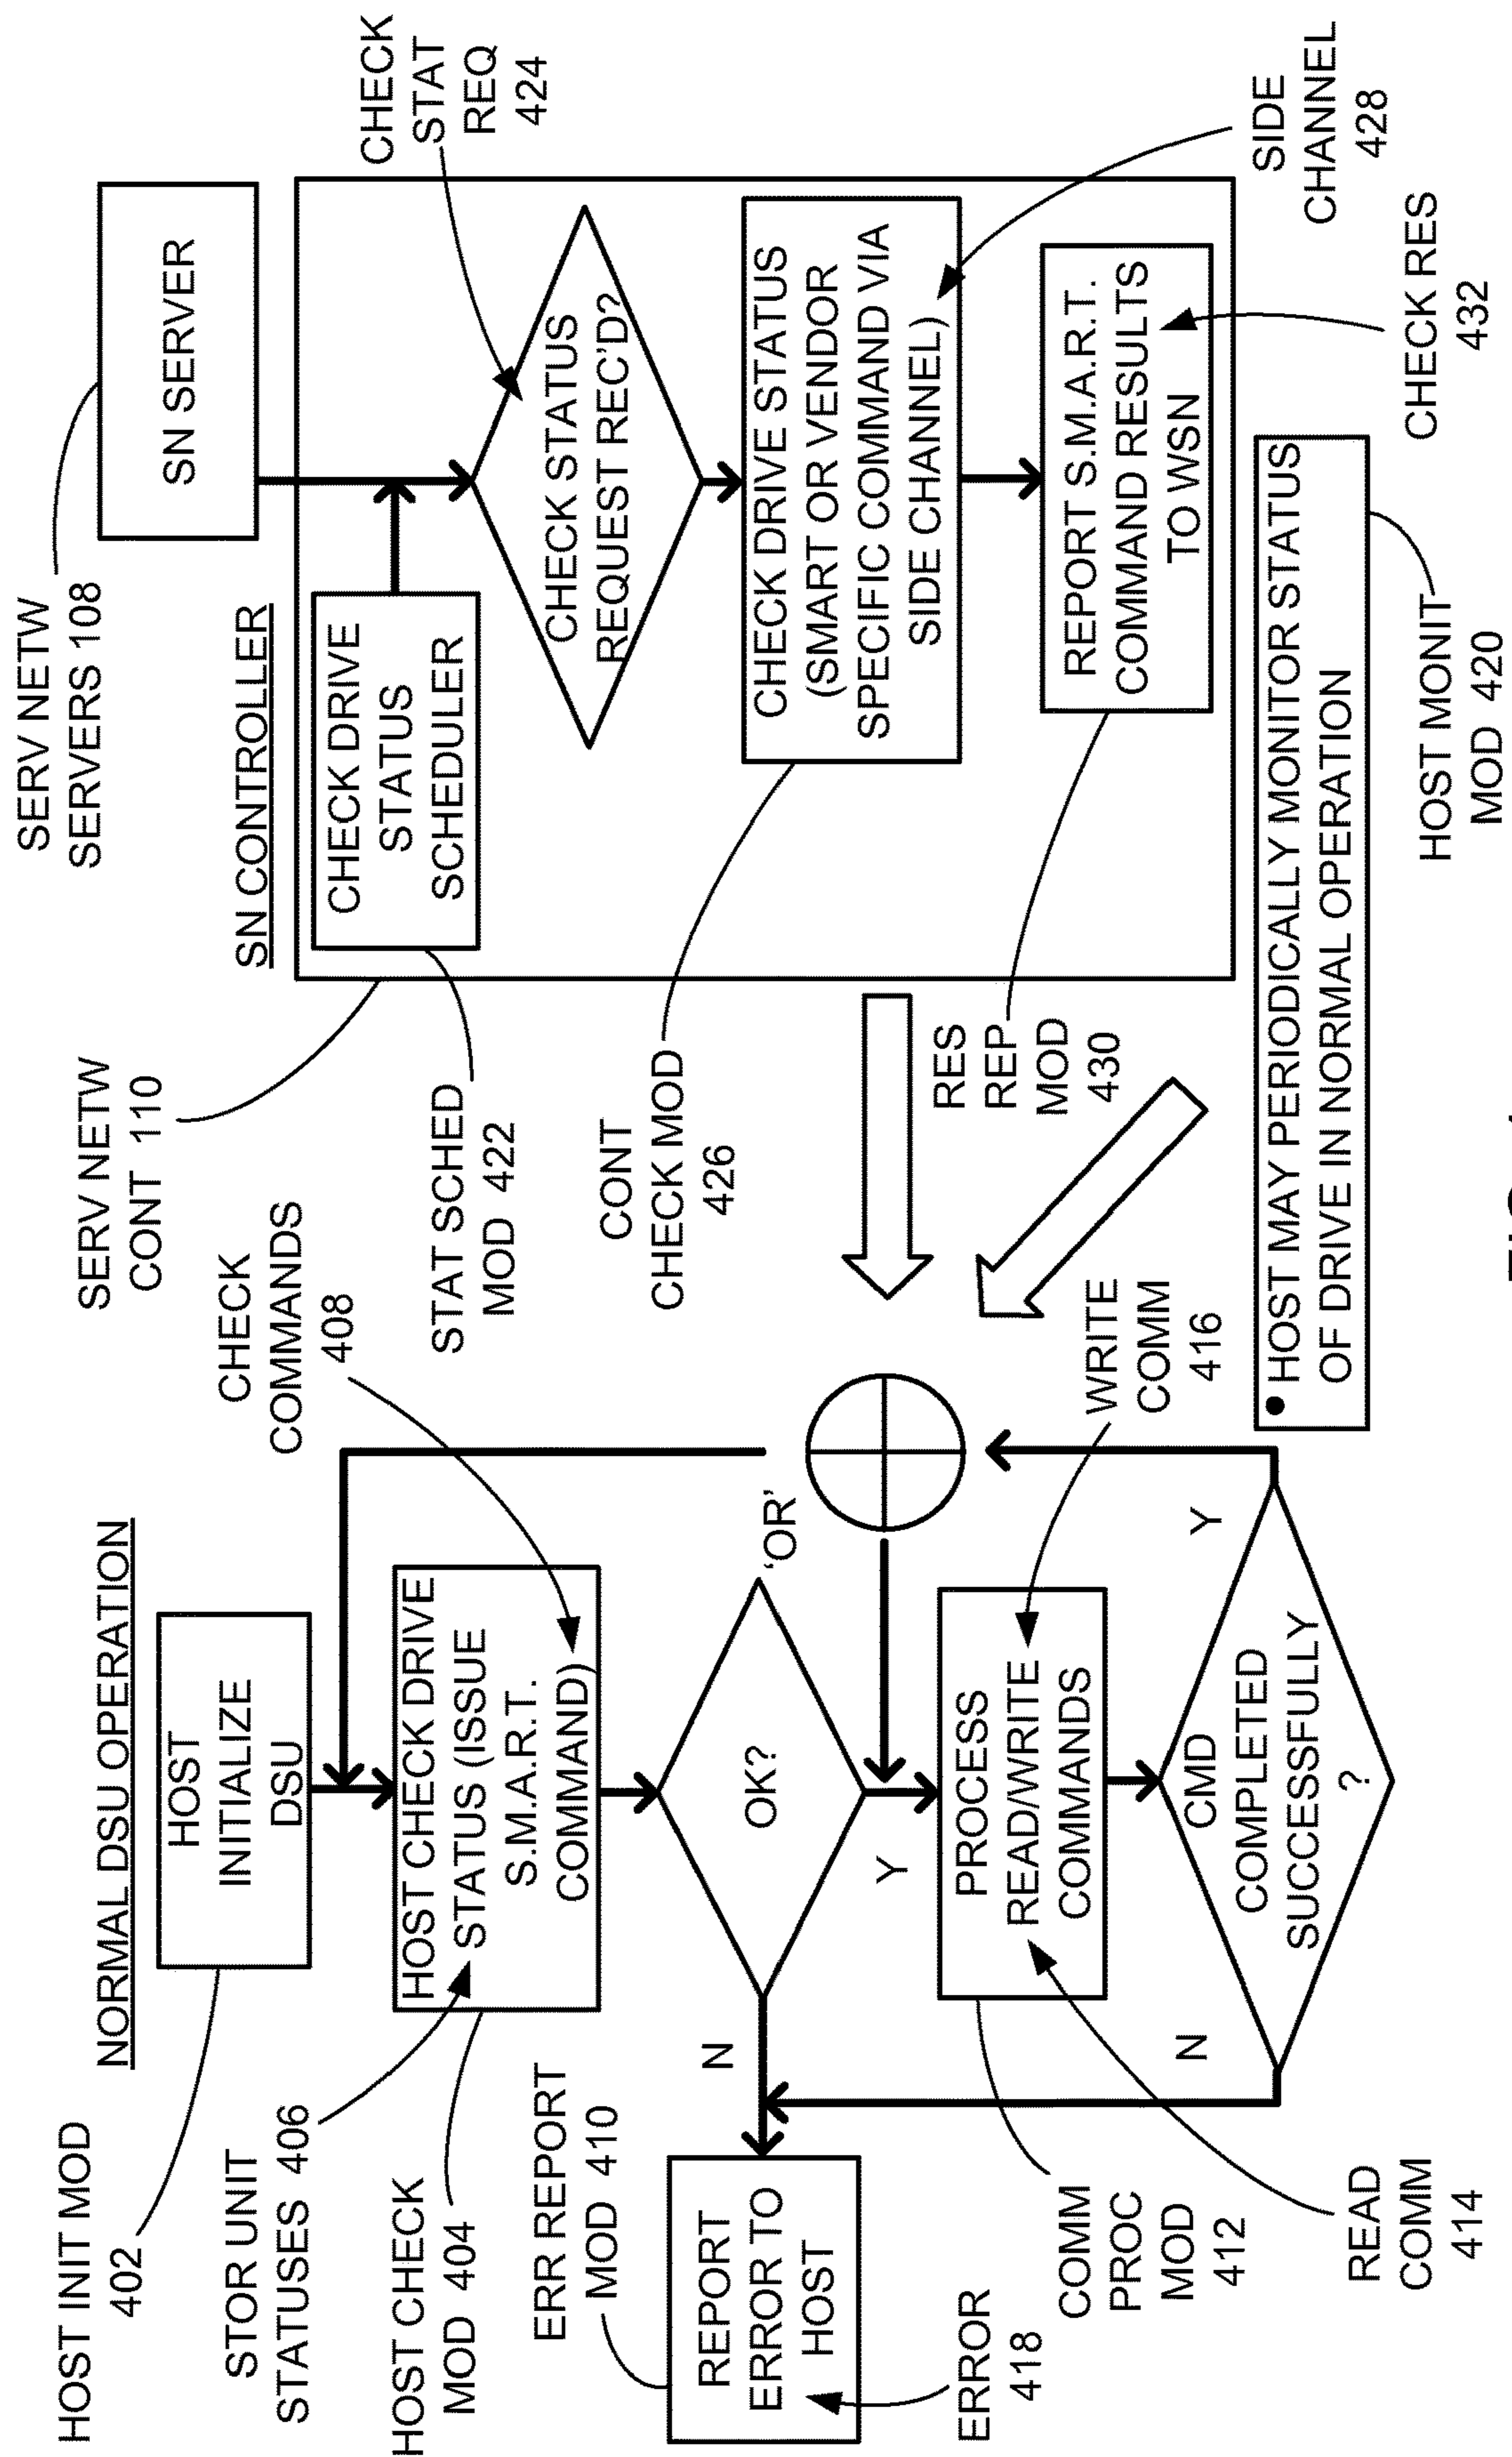 NORMAL DSU OPERATION
HOST INIT MOD
402
HOST
INITIALIZE
DSU
STOR UNIT
STATUSES 406
HOST CHECK
MOD 404
HOST CHECK DRIVE
STATUS (ISSUE
S.M.A.R.T.
COMMAND)
CHECK
COMMANDS
408
OK?
'OR'
N
Y
ERR REPORT
MOD 410
REPORT
ERROR TO
HOST
ERROR
418
PROCESS
READ/WRITE
COMMANDS
COMM
PROC
MOD
412
READ
COMM
414
WRITE
COMM
416
CMD
COMPLETED
SUCCESSFULLY
?
N
Y
SERV NETW
SERVERS 108
SN SERVER
SERV NETW
CONT 110
SN CONTROLLER
CHECK DRIVE
STATUS
SCHEDULER
STAT SCHED
MOD 422
CHECK
STAT
REQ
424
CHECK STATUS
REQUEST REC'D?
CONT
CHECK MOD
426
CHECK DRIVE STATUS
(SMART OR VENDOR
SPECIFIC COMMAND VIA
SIDE CHANNEL)
SIDE
CHANNEL
428
RES
REP
MOD
430
REPORT S.M.A.R.T.
COMMAND RESULTS
TO WSN
CHECK RES
432
● HOST MAY PERIODICALLY MONITOR STATUS
OF DRIVE IN NORMAL OPERATION
HOST MONIT
MOD 420